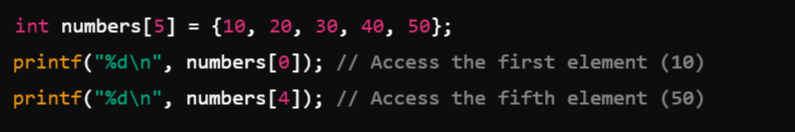 int numbers[5] = {10, 20, 30, 40, 50};
printf("%d\n", numbers[0]); // Access the first element (10)
printf("%d\n", numbers[4]); // Access the fifth element (50)